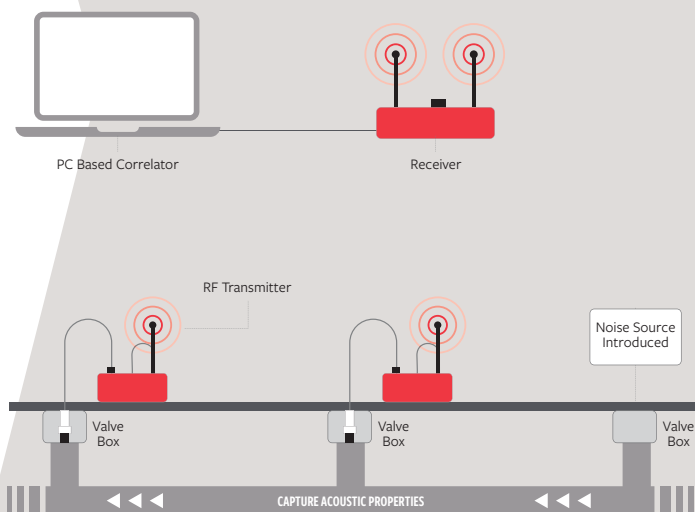 PC Based Correlator
Receiver
RF Transmitter
Noise Source
Introduced
Valve
Box
Valve
Box
Valve
Box
CAPTURE ACOUSTIC PROPERTIES